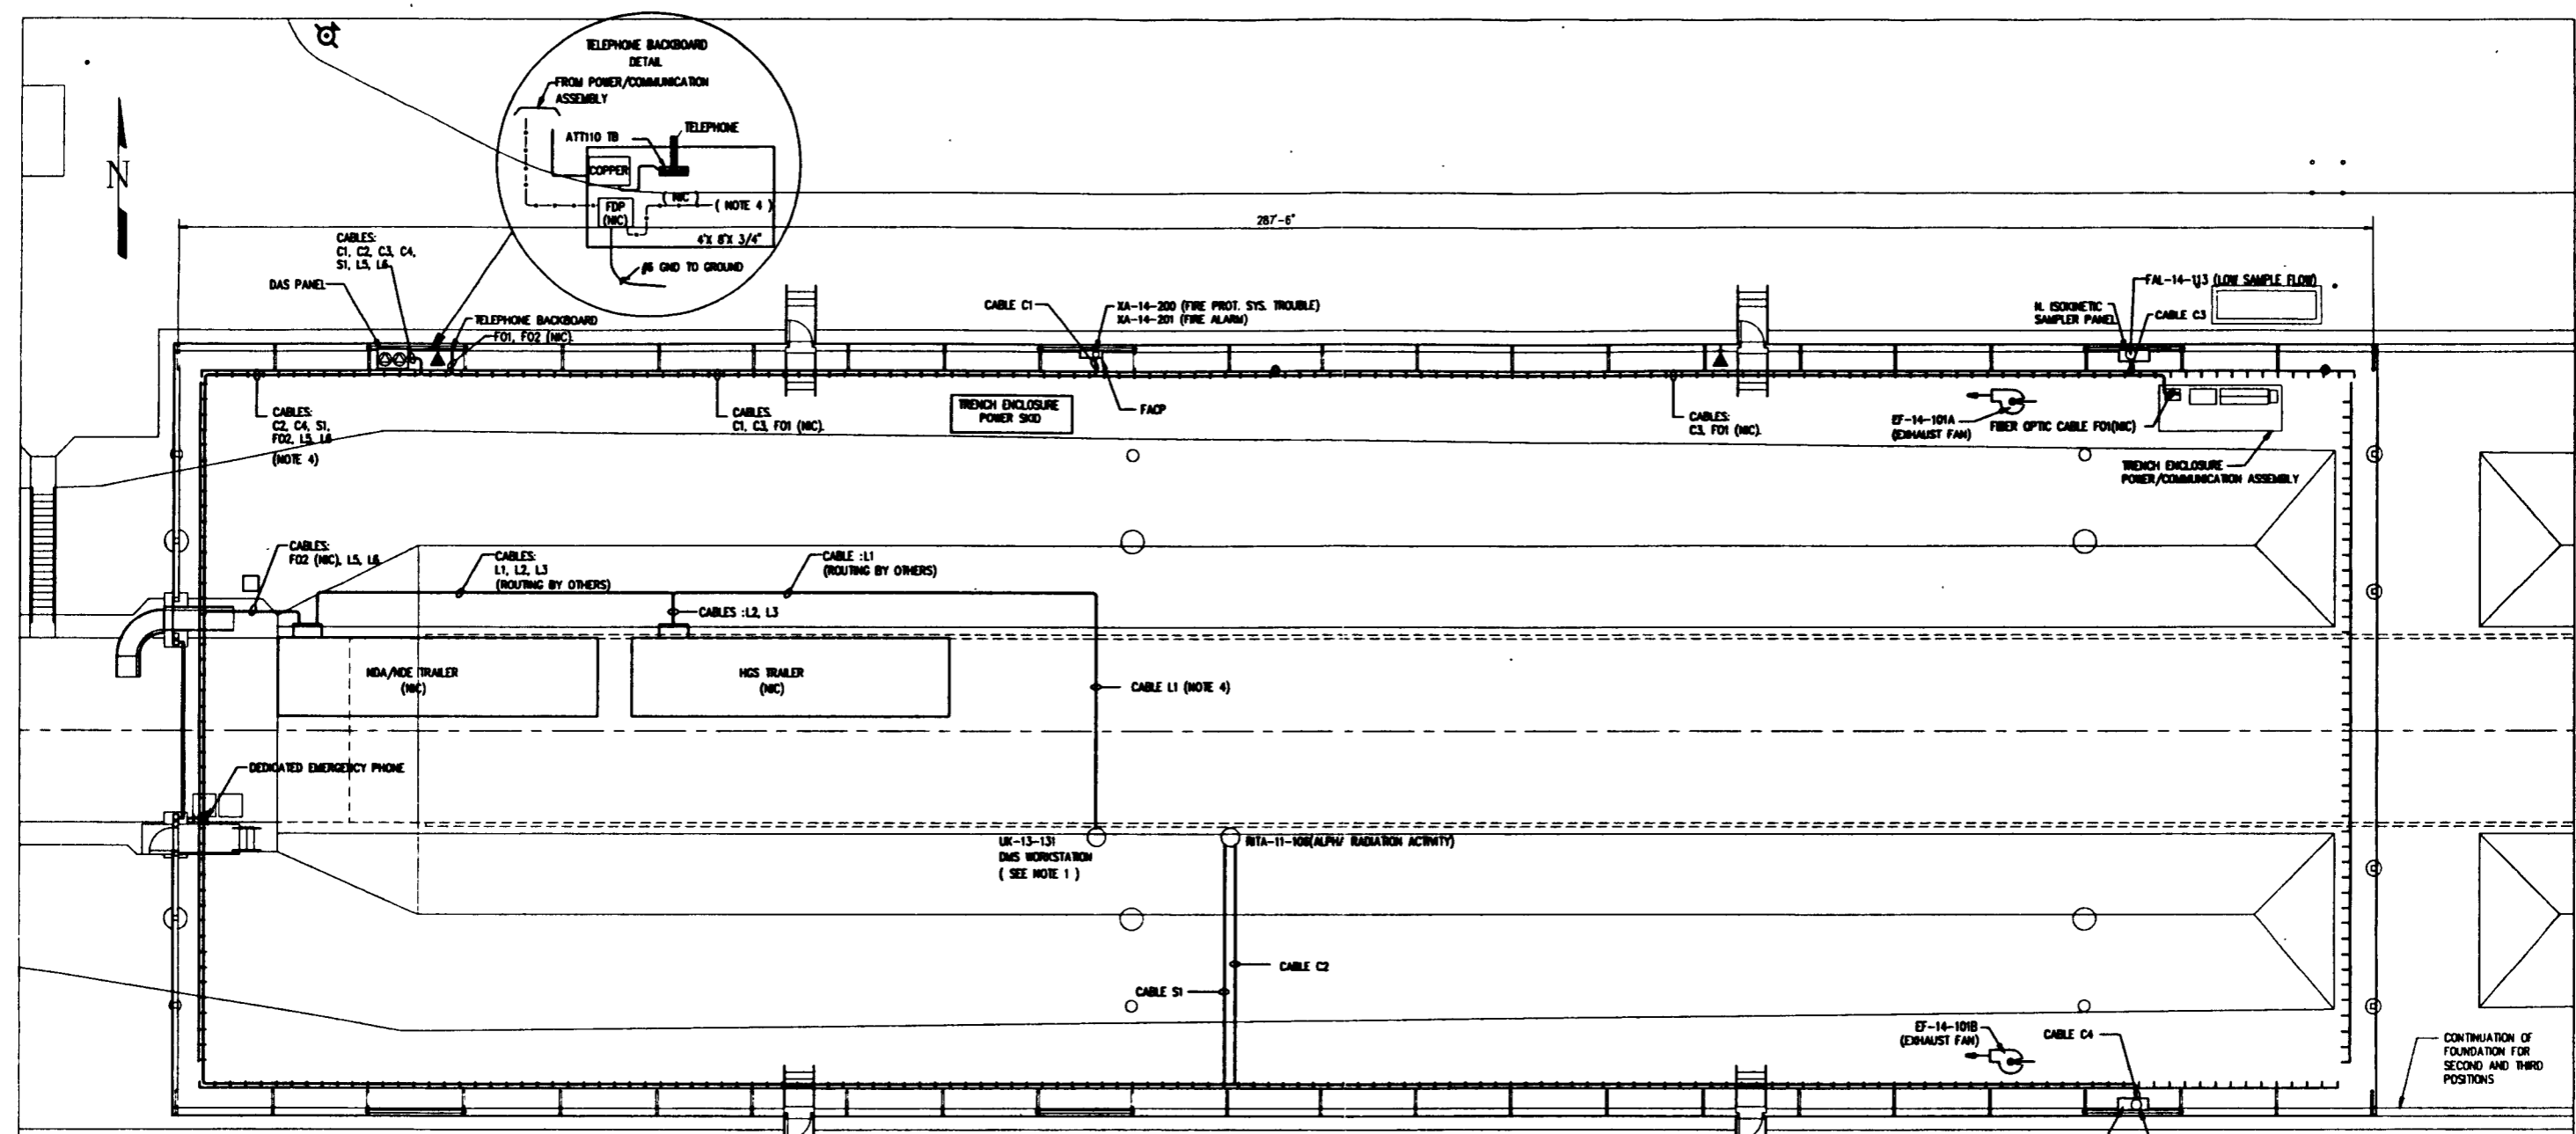 TELEPHONE BACKBOARD
DETAIL
FROM POWER/COMMUNICATION
ASSEMBLY
ATT110 TB
TELEPHONE
COPPER
(NIC)
(NOTE 4)
FDP
(NIC)
4'X 8'X 3/4"
#6 GND TO GROUND
N
287'-6"
CABLES:
C1, C2, C3, C4,
S1, L5, L6
DAS PANEL
TELEPHONE BACKBOARD
F01, F02 (NIC).
CABLE C1
XA-14-200 (FIRE PROT. SYS. TROUBLE)
XA-14-201 (FIRE ALARM)
N. ISOKINETIC
SAMPLER PANEL
FAL-14-113 (LOW SAMPLE FLOW)
CABLE C3
CABLES:
C2, C4, S1,
F02, L5, L6
(NOTE 4)
CABLES.
C1, C3, F01 (NIC).
TRENCH ENCLOSURE
POWER SKID
FACP
CABLES:
C3, F01 (NIC).
EF-14-101A
(EXHAUST FAN)
FIBER OPTIC CABLE F01(NIC)
TRENCH ENCLOSURE
POWER/COMMUNICATION ASSEMBLY
CABLES:
F02 (NIC), L5, L6
CABLES:
L1, L2, L3
(ROUTING BY OTHERS)
CABLE :L1
(ROUTING BY OTHERS)
CABLES :L2, L3
NDA/NDE TRAILER
(NIC)
HGS TRAILER
(NIC)
CABLE L1 (NOTE 4)
DEDICATED EMERGENCY PHONE
UK-13-131
DMS WORKSTATION
( SEE NOTE 1 )
(ALPH/ RADIATION ACTIVITY)
CABLE C2
CABLE S1
EF-14-101B
(EXHAUST FAN)
CABLE C4
CONTINUATION OF
FOUNDATION FOR
SECOND AND THIRD
POSITIONS